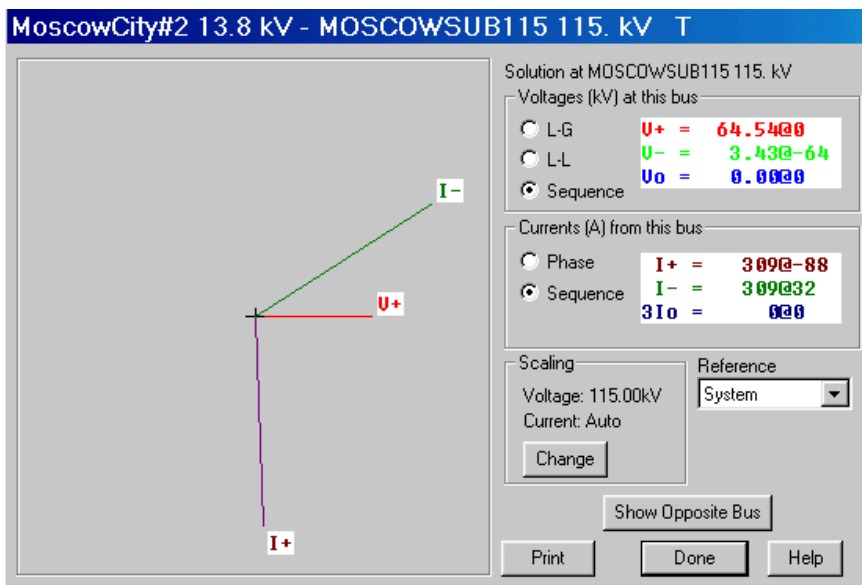 MoscowCity#2 13.8 kV - MOSCOWSUB115 115. kV T
I-
V+
I+
Solution at MOSCOWSUB115 115. kV
Voltages (kV) at this bus
L-G
L-L
Sequence
V+ = 64.54@0
V- = 3.43@-64
Vo = 0.00@0
Currents (A) from this bus
Phase
Sequence
I+ = 309@-88
I- = 309@32
3Io = 0@0
Scaling
Voltage: 115.00kV
Current: Auto
Change
Reference
System
Show Opposite Bus
Print Done Help